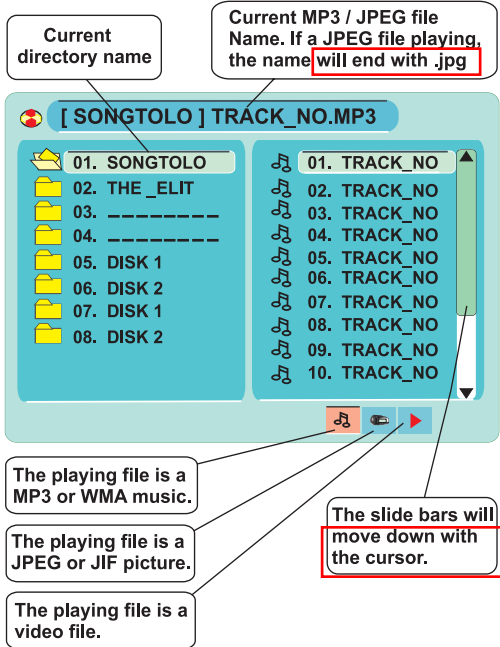 Current
directory name
Current MP3 / JPEG file
Name. If a JPEG file playing,
the name will end with .jpg
[ SONGTOLO ] TRACK_NO.MP3
01. SONGTOLO
02. THE _ELIT
03. _ _ _ _ _ _ _ _ _
04. _ _ _ _ _ _ _ _ _
05. DISK 1
06. DISK 2
07. DISK 1
08. DISK 2
01. TRACK_NO
02. TRACK_NO
03. TRACK_NO
04. TRACK_NO
05. TRACK_NO
06. TRACK_NO
07. TRACK_NO
08. TRACK_NO
09. TRACK_NO
10. TRACK_NO
The playing file is a
MP3 or WMA music.
The playing file is a
JPEG or JIF picture.
The playing file is a
video file.
The slide bars will
move down with
the cursor.